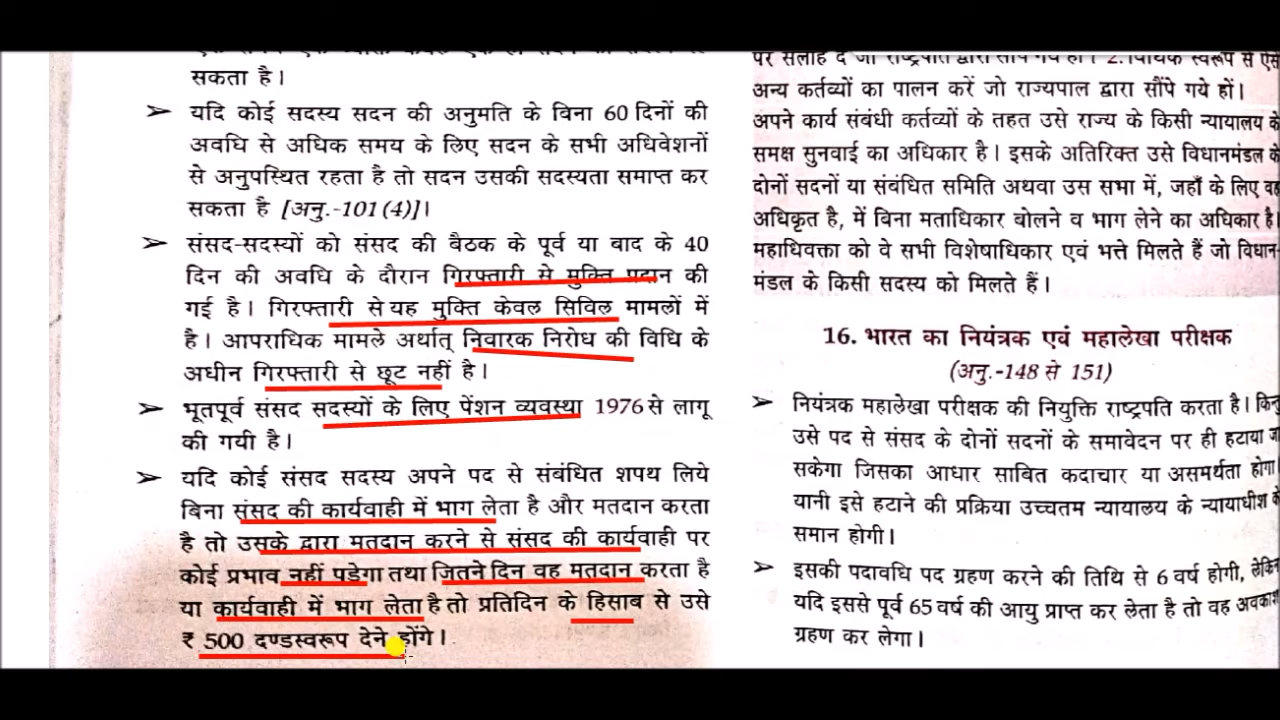 सकता है।
➢ यदि कोई सदस्य सदन की अनुमति के बिना 60 दिनों की
अवधि से अधिक समय के लिए सदन के सभी अधिवेशनों
से अनुपस्थित रहता है तो सदन उसकी सदस्यता समाप्त कर
सकता है [अनु.-101 (4)]।
➢ संसद-सदस्यों को संसद की बैठक के पूर्व या बाद के 40
दिन की अवधि के दौरान गिरफ्तारी से मुक्ति प्रदान की
गई है। गिरफ्तारी से यह मुक्ति केवल सिविल मामलों में
है। आपराधिक मामले अर्थात् निवारक निरोध की विधि के
अधीन गिरफ्तारी से छूट नहीं है।
➢ भूतपूर्व संसद सदस्यों के लिए पेंशन व्यवस्था 1976 से लागू
की गयी है।
➢ यदि कोई संसद सदस्य अपने पद से संबंधित शपथ लिये
बिना संसद की कार्यवाही में भाग लेता है और मतदान करता
है तो उसके द्वारा मतदान करने से संसद की कार्यवाही पर
कोई प्रभाव नहीं पड़ेगा तथा जितने दिन वह मतदान करता है
या कार्यवाही में भाग लेता है तो प्रतिदिन के हिसाब से उसे
₹ 500 दण्डस्वरूप देने होंगे।
पर सलाह दे जो राष्ट्रपति द्वारा सौंपे गये हों। 2. विधिक स्वरूप से ऐसे
अन्य कर्तव्यों का पालन करें जो राज्यपाल द्वारा सौंपे गये हों।
अपने कार्य संबंधी कर्तव्यों के तहत उसे राज्य के किसी न्यायालय के
समक्ष सुनवाई का अधिकार है। इसके अतिरिक्त उसे विधानमंडल के
दोनों सदनों या संबंधित समिति अथवा उस सभा में, जहाँ के लिए वह
अधिकृत है, में बिना मताधिकार बोलने व भाग लेने का अधिकार है।
महाधिवक्ता को वे सभी विशेषाधिकार एवं भत्ते मिलते हैं जो विधान-
मंडल के किसी सदस्य को मिलते हैं।
16. भारत का नियंत्रक एवं महालेखा परीक्षक
(अनु.-148 से 151)
➢ नियंत्रक महालेखा परीक्षक की नियुक्ति राष्ट्रपति करता है। किन्तु
उसे पद से संसद के दोनों सदनों के समावेदन पर ही हटाया जा
सकेगा जिसका आधार साबित कदाचार या असमर्थता होगा।
यानी इसे हटाने की प्रक्रिया उच्चतम न्यायालय के न्यायाधीश के
समान होगी।
➢ इसकी पदावधि पद ग्रहण करने की तिथि से 6 वर्ष होगी, लेकिन
यदि इससे पूर्व 65 वर्ष की आयु प्राप्त कर लेता है तो वह अवकाश
ग्रहण कर लेगा।